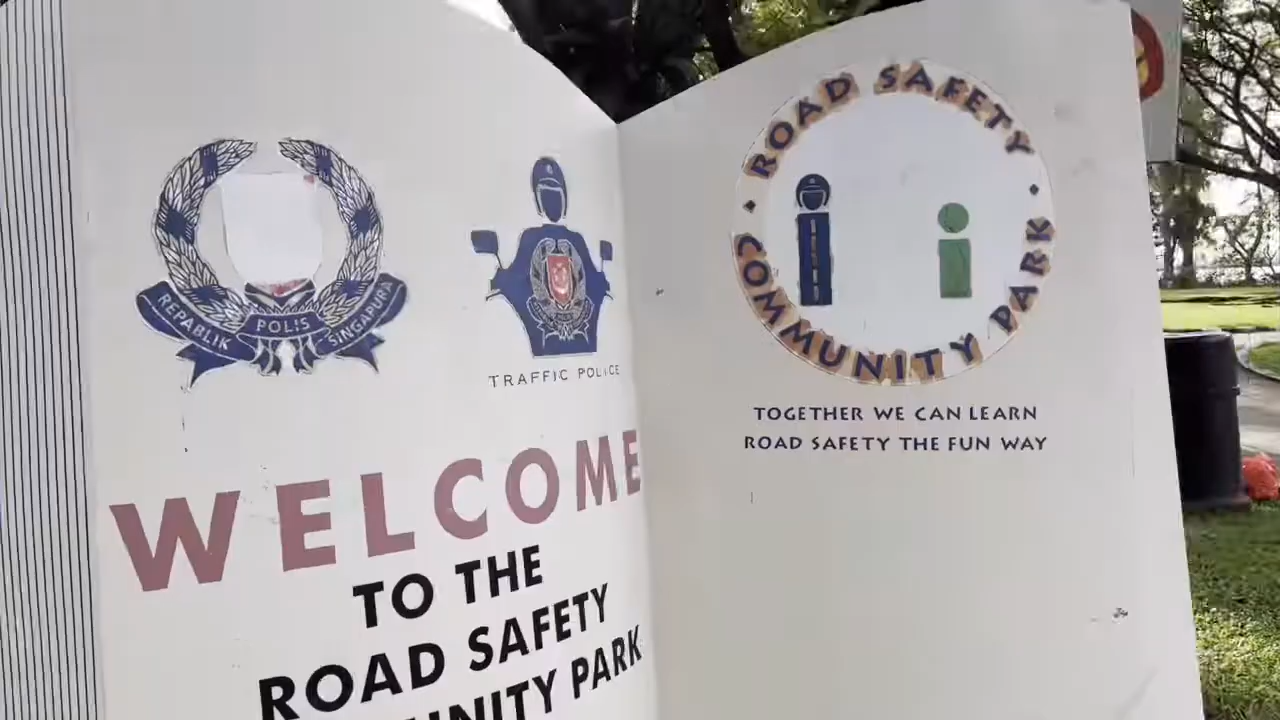 REPABLIK POLIS SINGAPURA
TRAFFIC POLICE
WELCOME
TO THE
ROAD SAFETY
UNITY PARK
ROAD SAFETY
COMMUNITY PARK
TOGETHER WE CAN LEARN
ROAD SAFETY THE FUN WAY